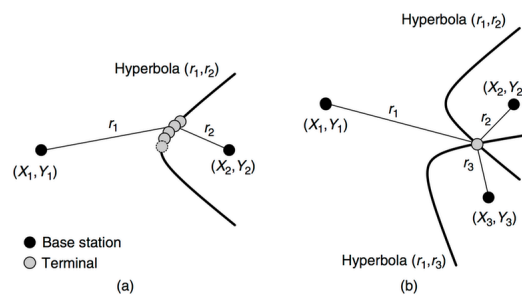 Hyperbola (r₁,r₂)
r₁
r₂
(X₁,Y₁)
(X₂,Y₂)
Base station
Terminal
(a)
Hyperbola (r₁,r₂)
(X₂,Y₂)
r₁
r₂
(X₁,Y₁)
r₃
(X₃,Y₃)
Hyperbola (r₁,r₃)
(b)